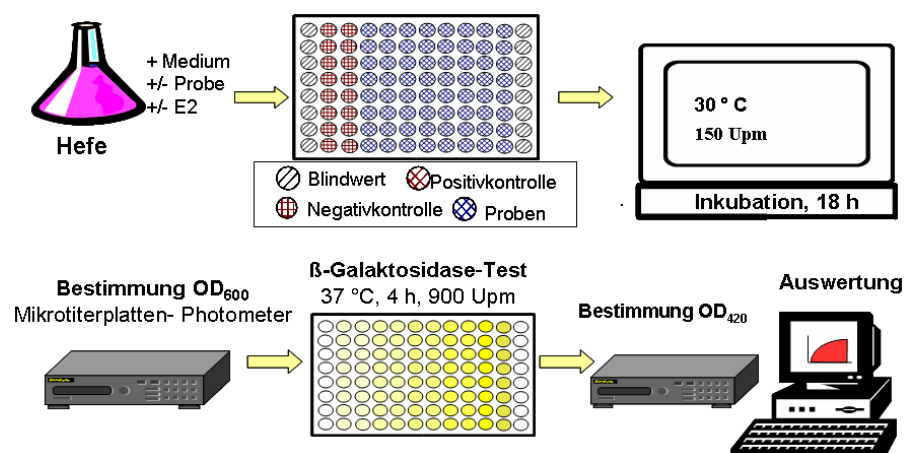 + Medium
+/- Probe
+/- E2
Hefe
Blindwert
Positivkontrolle
Negativkontrolle
Proben
30 ° C
150 Upm
Inkubation, 18 h
Bestimmung OD600
Mikrotiterplatten- Photometer
ß-Galaktosidase-Test
37 °C, 4 h, 900 Upm
Bestimmung OD420
Auswertung